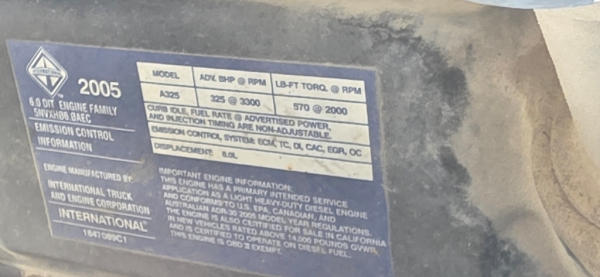 INTERNATIONAL
2005
6.0 DIT ENGINE FAMILY
5NVXH06.0AEC
EMISSION CONTROL
INFORMATION
ENGINE MANUFACTURED BY
INTERNATIONAL TRUCK
AND ENGINE CORPORATION
INTERNATIONAL
1847089C1
MODEL ADV. BHP @ RPM LB-FT TORQ. @ RPM
A325 325 @ 3300 570 @ 2000
CURB IDLE, FUEL RATE @ ADVERTISED POWER,
AND INJECTION TIMING ARE NON-ADJUSTABLE.
EMISSION CONTROL SYSTEM: ECM, TC, DI, CAC, EGR, OC
DISPLACEMENT: 6.0L
IMPORTANT ENGINE INFORMATION:
THIS ENGINE HAS A PRIMARY INTENDED SERVICE
APPLICATION AS A LIGHT HEAVY-DUTY DIESEL ENGINE
AND CONFORMS TO U.S. EPA, CANADIAN, AND
AUSTRALIAN ADR-30 2005 MODEL YEAR REGULATIONS.
THE ENGINE IS ALSO CERTIFIED FOR SALE IN CALIFORNIA
IN NEW VEHICLES RATED ABOVE 14,000 POUNDS GVWR,
AND IS CERTIFIED TO OPERATE ON DIESEL FUEL.
THIS ENGINE IS OBD II EXEMPT.